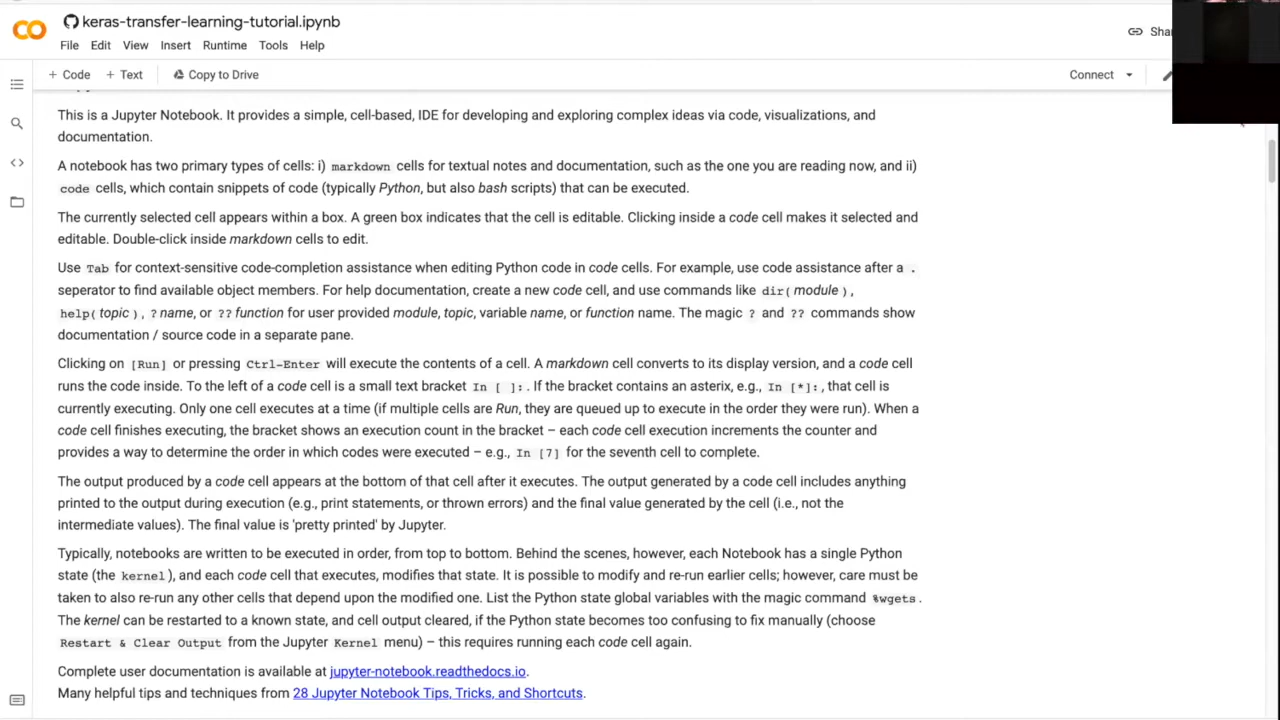 keras-transfer-learning-tutorial.ipynb
File Edit View Insert Runtime Tools Help
+ Code + Text Copy to Drive Connect
This is a Jupyter Notebook. It provides a simple, cell-based, IDE for developing and exploring complex ideas via code, visualizations, and
documentation.
A notebook has two primary types of cells: i) markdown cells for textual notes and documentation, such as the one you are reading now, and ii)
code cells, which contain snippets of code (typically Python, but also bash scripts) that can be executed.
The currently selected cell appears within a box. A green box indicates that the cell is editable. Clicking inside a code cell makes it selected and
editable. Double-click inside markdown cells to edit.
Use Tab for context-sensitive code-completion assistance when editing Python code in code cells. For example, use code assistance after a .
seperator to find available object members. For help documentation, create a new code cell, and use commands like dir(module),
help(topic), ?name, or ??function for user provided module, topic, variable name, or function name. The magic ? and ?? commands show
documentation / source code in a separate pane.
Clicking on [Run] or pressing Ctrl-Enter will execute the contents of a cell. A markdown cell converts to its display version, and a code cell
runs the code inside. To the left of a code cell is a small text bracket In [ ]:. If the bracket contains an asterix, e.g., In [*]:, that cell is
currently executing. Only one cell executes at a time (if multiple cells are Run, they are queued up to execute in the order they were run). When a
code cell finishes executing, the bracket shows an execution count in the bracket – each code cell execution increments the counter and
provides a way to determine the order in which codes were executed – e.g., In [7] for the seventh cell to complete.
The output produced by a code cell appears at the bottom of that cell after it executes. The output generated by a code cell includes anything
printed to the output during execution (e.g., print statements, or thrown errors) and the final value generated by the cell (i.e., not the
intermediate values). The final value is 'pretty printed' by Jupyter.
Typically, notebooks are written to be executed in order, from top to bottom. Behind the scenes, however, each Notebook has a single Python
state (the kernel), and each code cell that executes, modifies that state. It is possible to modify and re-run earlier cells; however, care must be
taken to also re-run any other cells that depend upon the modified one. List the Python state global variables with the magic command %wgets.
The kernel can be restarted to a known state, and cell output cleared, if the Python state becomes too confusing to fix manually (choose
Restart & Clear Output from the Jupyter Kernel menu) – this requires running each code cell again.
Complete user documentation is available at jupyter-notebook.readthedocs.io.
Many helpful tips and techniques from 28 Jupyter Notebook Tips, Tricks, and Shortcuts.